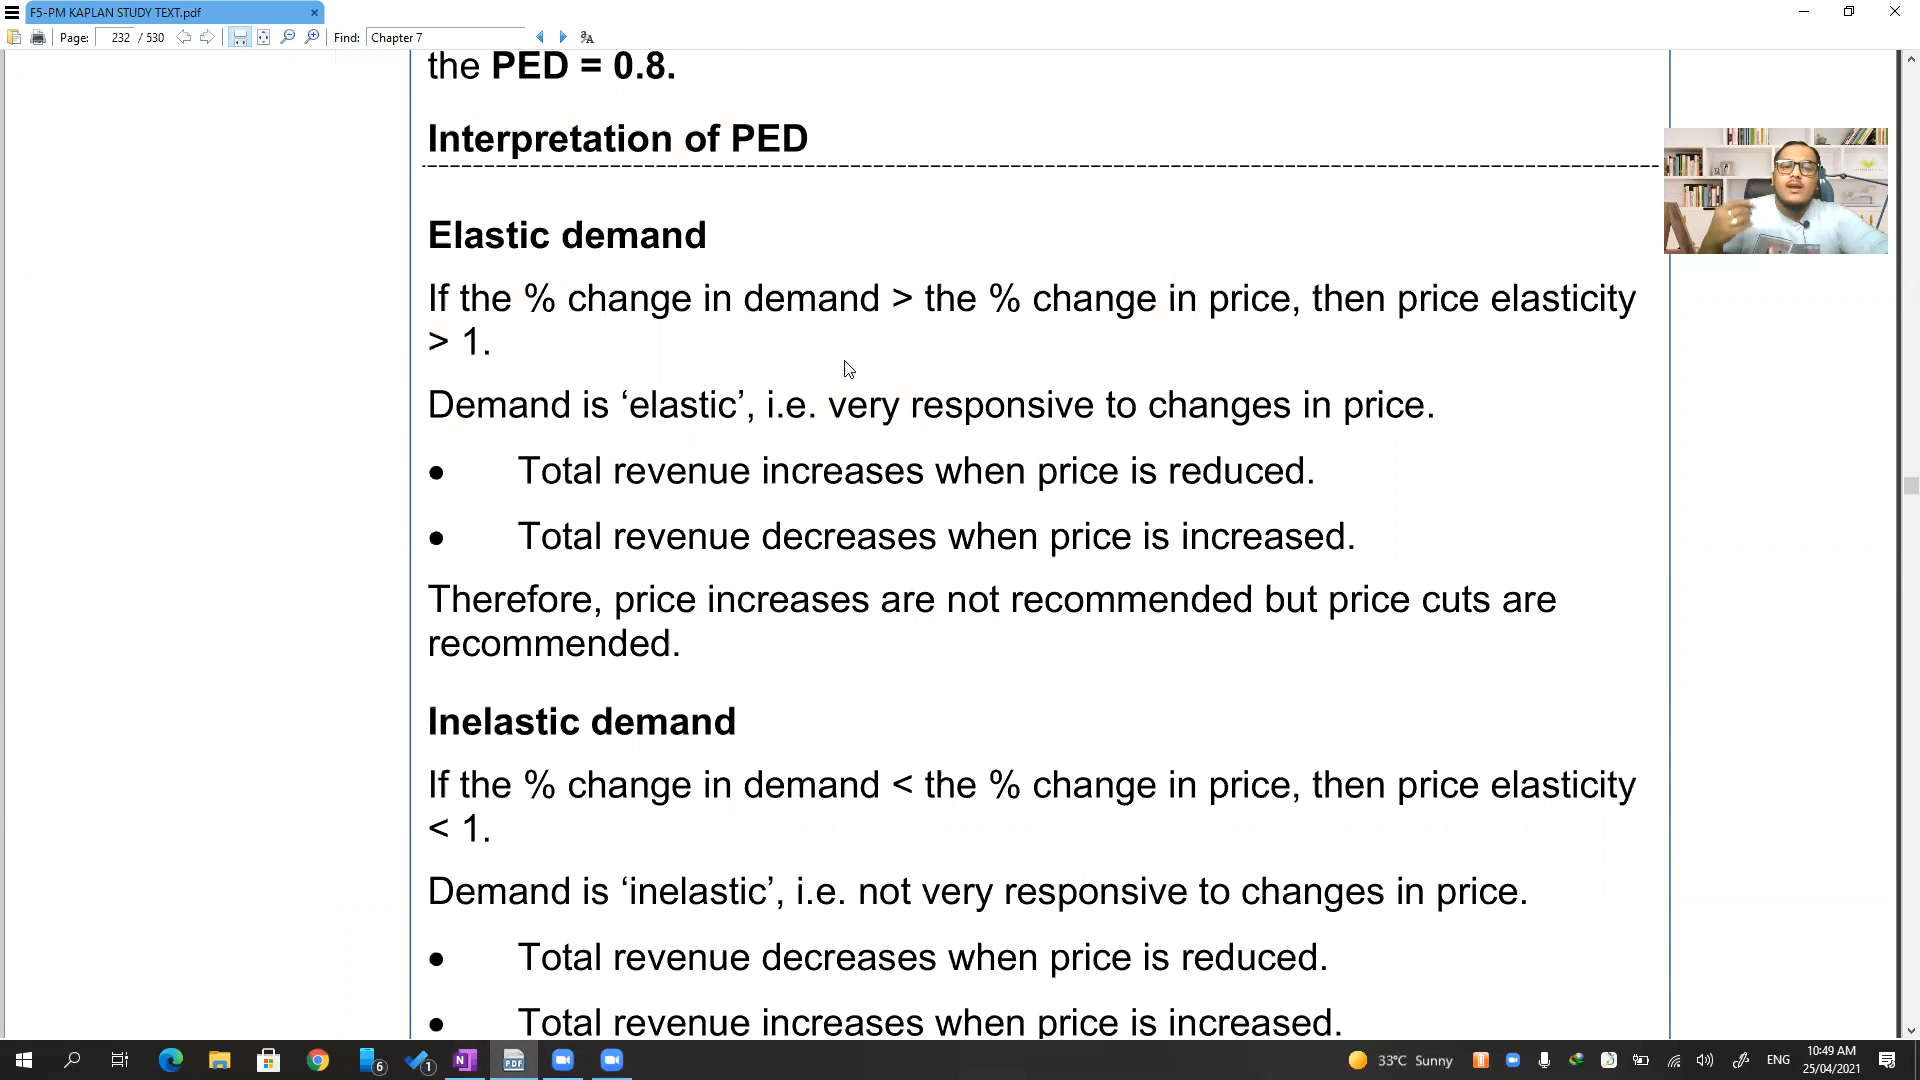 F5-PM KAPLAN STUDY TEXT.pdf
Page: 232 / 530 Find: Chapter 7
the PED = 0.8.
Interpretation of PED
Elastic demand
If the % change in demand > the % change in price, then price elasticity
> 1.
Demand is ‘elastic’, i.e. very responsive to changes in price.
• Total revenue increases when price is reduced.
• Total revenue decreases when price is increased.
Therefore, price increases are not recommended but price cuts are
recommended.
Inelastic demand
If the % change in demand < the % change in price, then price elasticity
< 1.
Demand is ‘inelastic’, i.e. not very responsive to changes in price.
• Total revenue decreases when price is reduced.
• Total revenue increases when price is increased.
6 1 N PDF 33°C Sunny ENG 10:49 AM
25/04/2021